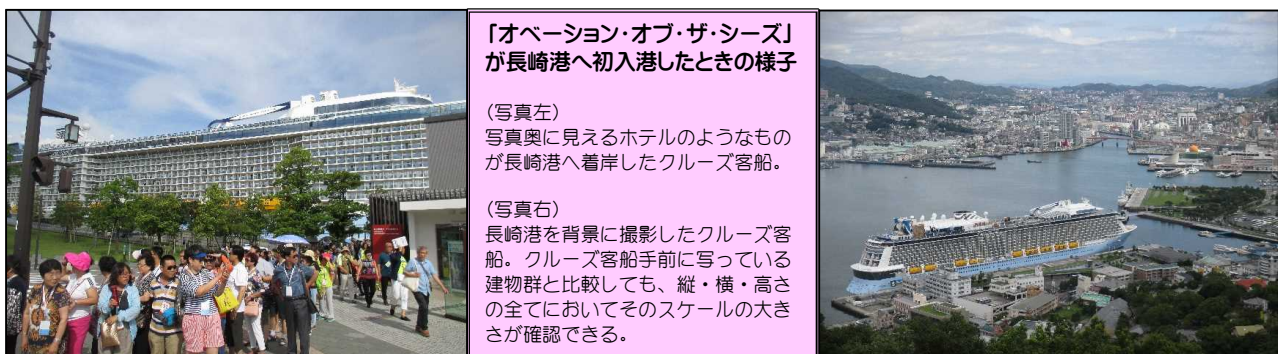 「オベーション・オブ・ザ・シーズ」
が長崎港へ初入港したときの様子
（写真左）
写真奥に見えるホテルのようなもの
が長崎港へ着岸したクルーズ客船。
（写真右）
長崎港を背景に撮影したクルーズ客
船。クルーズ客船手前に写っている
建物群と比較しても、縦・横・高さ
の全てにおいてそのスケールの大き
さが確認できる。